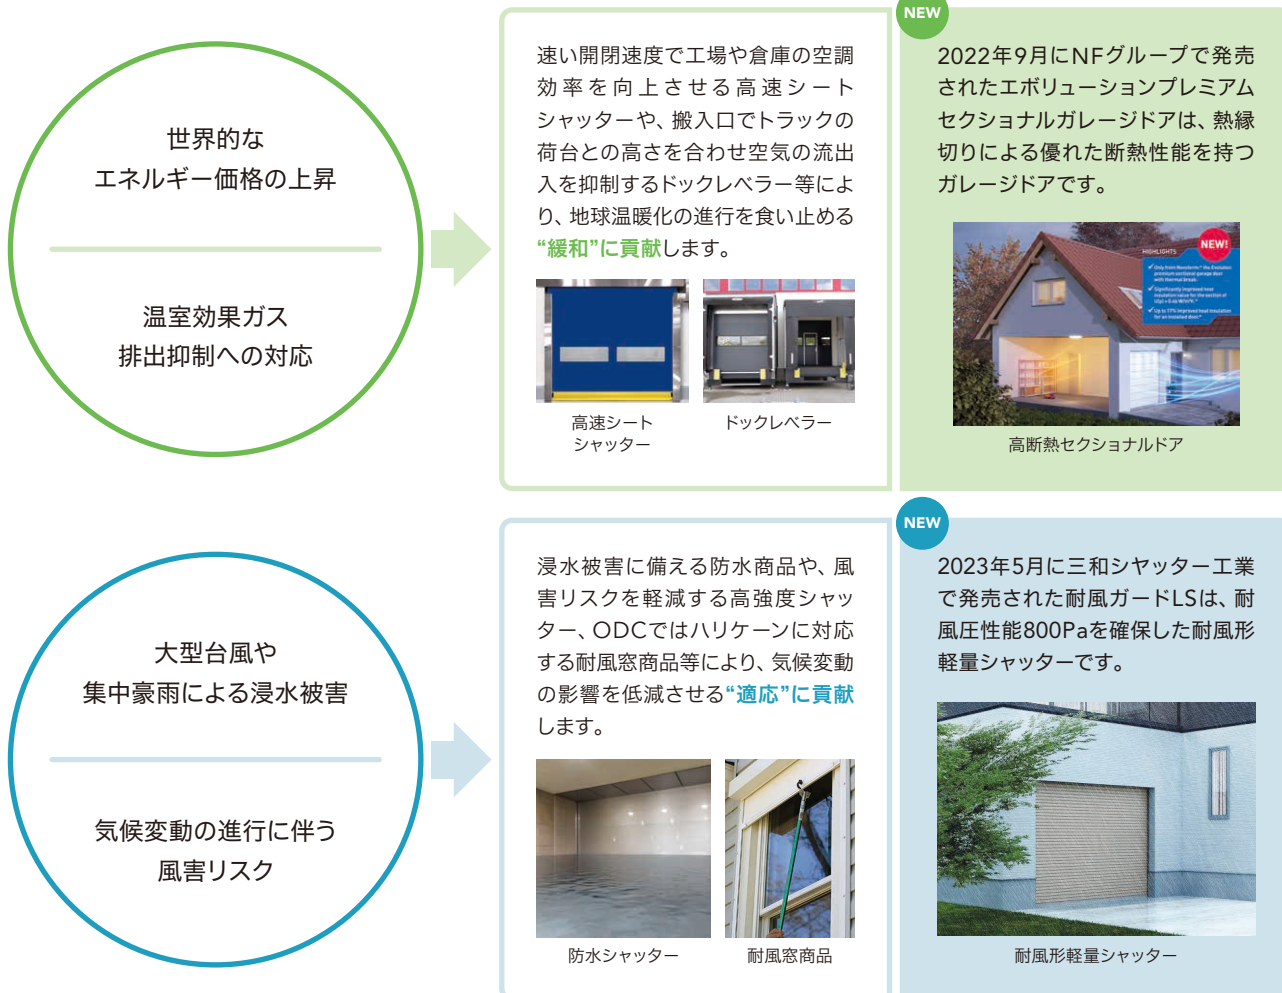 世界的な
エネルギー価格の上昇
温室効果ガス
排出抑制への対応
速い開閉速度で工場や倉庫の空調
効率を向上させる高速シート
シャッターや、搬入口でトラックの
荷台との高さを合わせ空気の流出
入を抑制するドックレベラー等によ
り、地球温暖化の進行を食い止める
“緩和”に貢献します。
高速シート
シャッター
ドックレベラー
NEW
2022年9月にNFグループで発売
されたエボリューションプレミアム
セクショナルガレージドアは、熱縁
切りによる優れた断熱性能を持つ
ガレージドアです。
HIGHLIGHTS
NEW!
高断熱セクショナルドア
大型台風や
集中豪雨による浸水被害
気候変動の進行に伴う
風害リスク
浸水被害に備える防水商品や、風
害リスクを軽減する高強度シャッ
ター、ODCではハリケーンに対応
する耐風窓商品等により、気候変動
の影響を低減させる“適応”に貢献
します。
防水シャッター
耐風窓商品
NEW
2023年5月に三和シヤッター工業
で発売された耐風ガードLSは、耐
風圧性能800Paを確保した耐風形
軽量シャッターです。
耐風形軽量シャッター